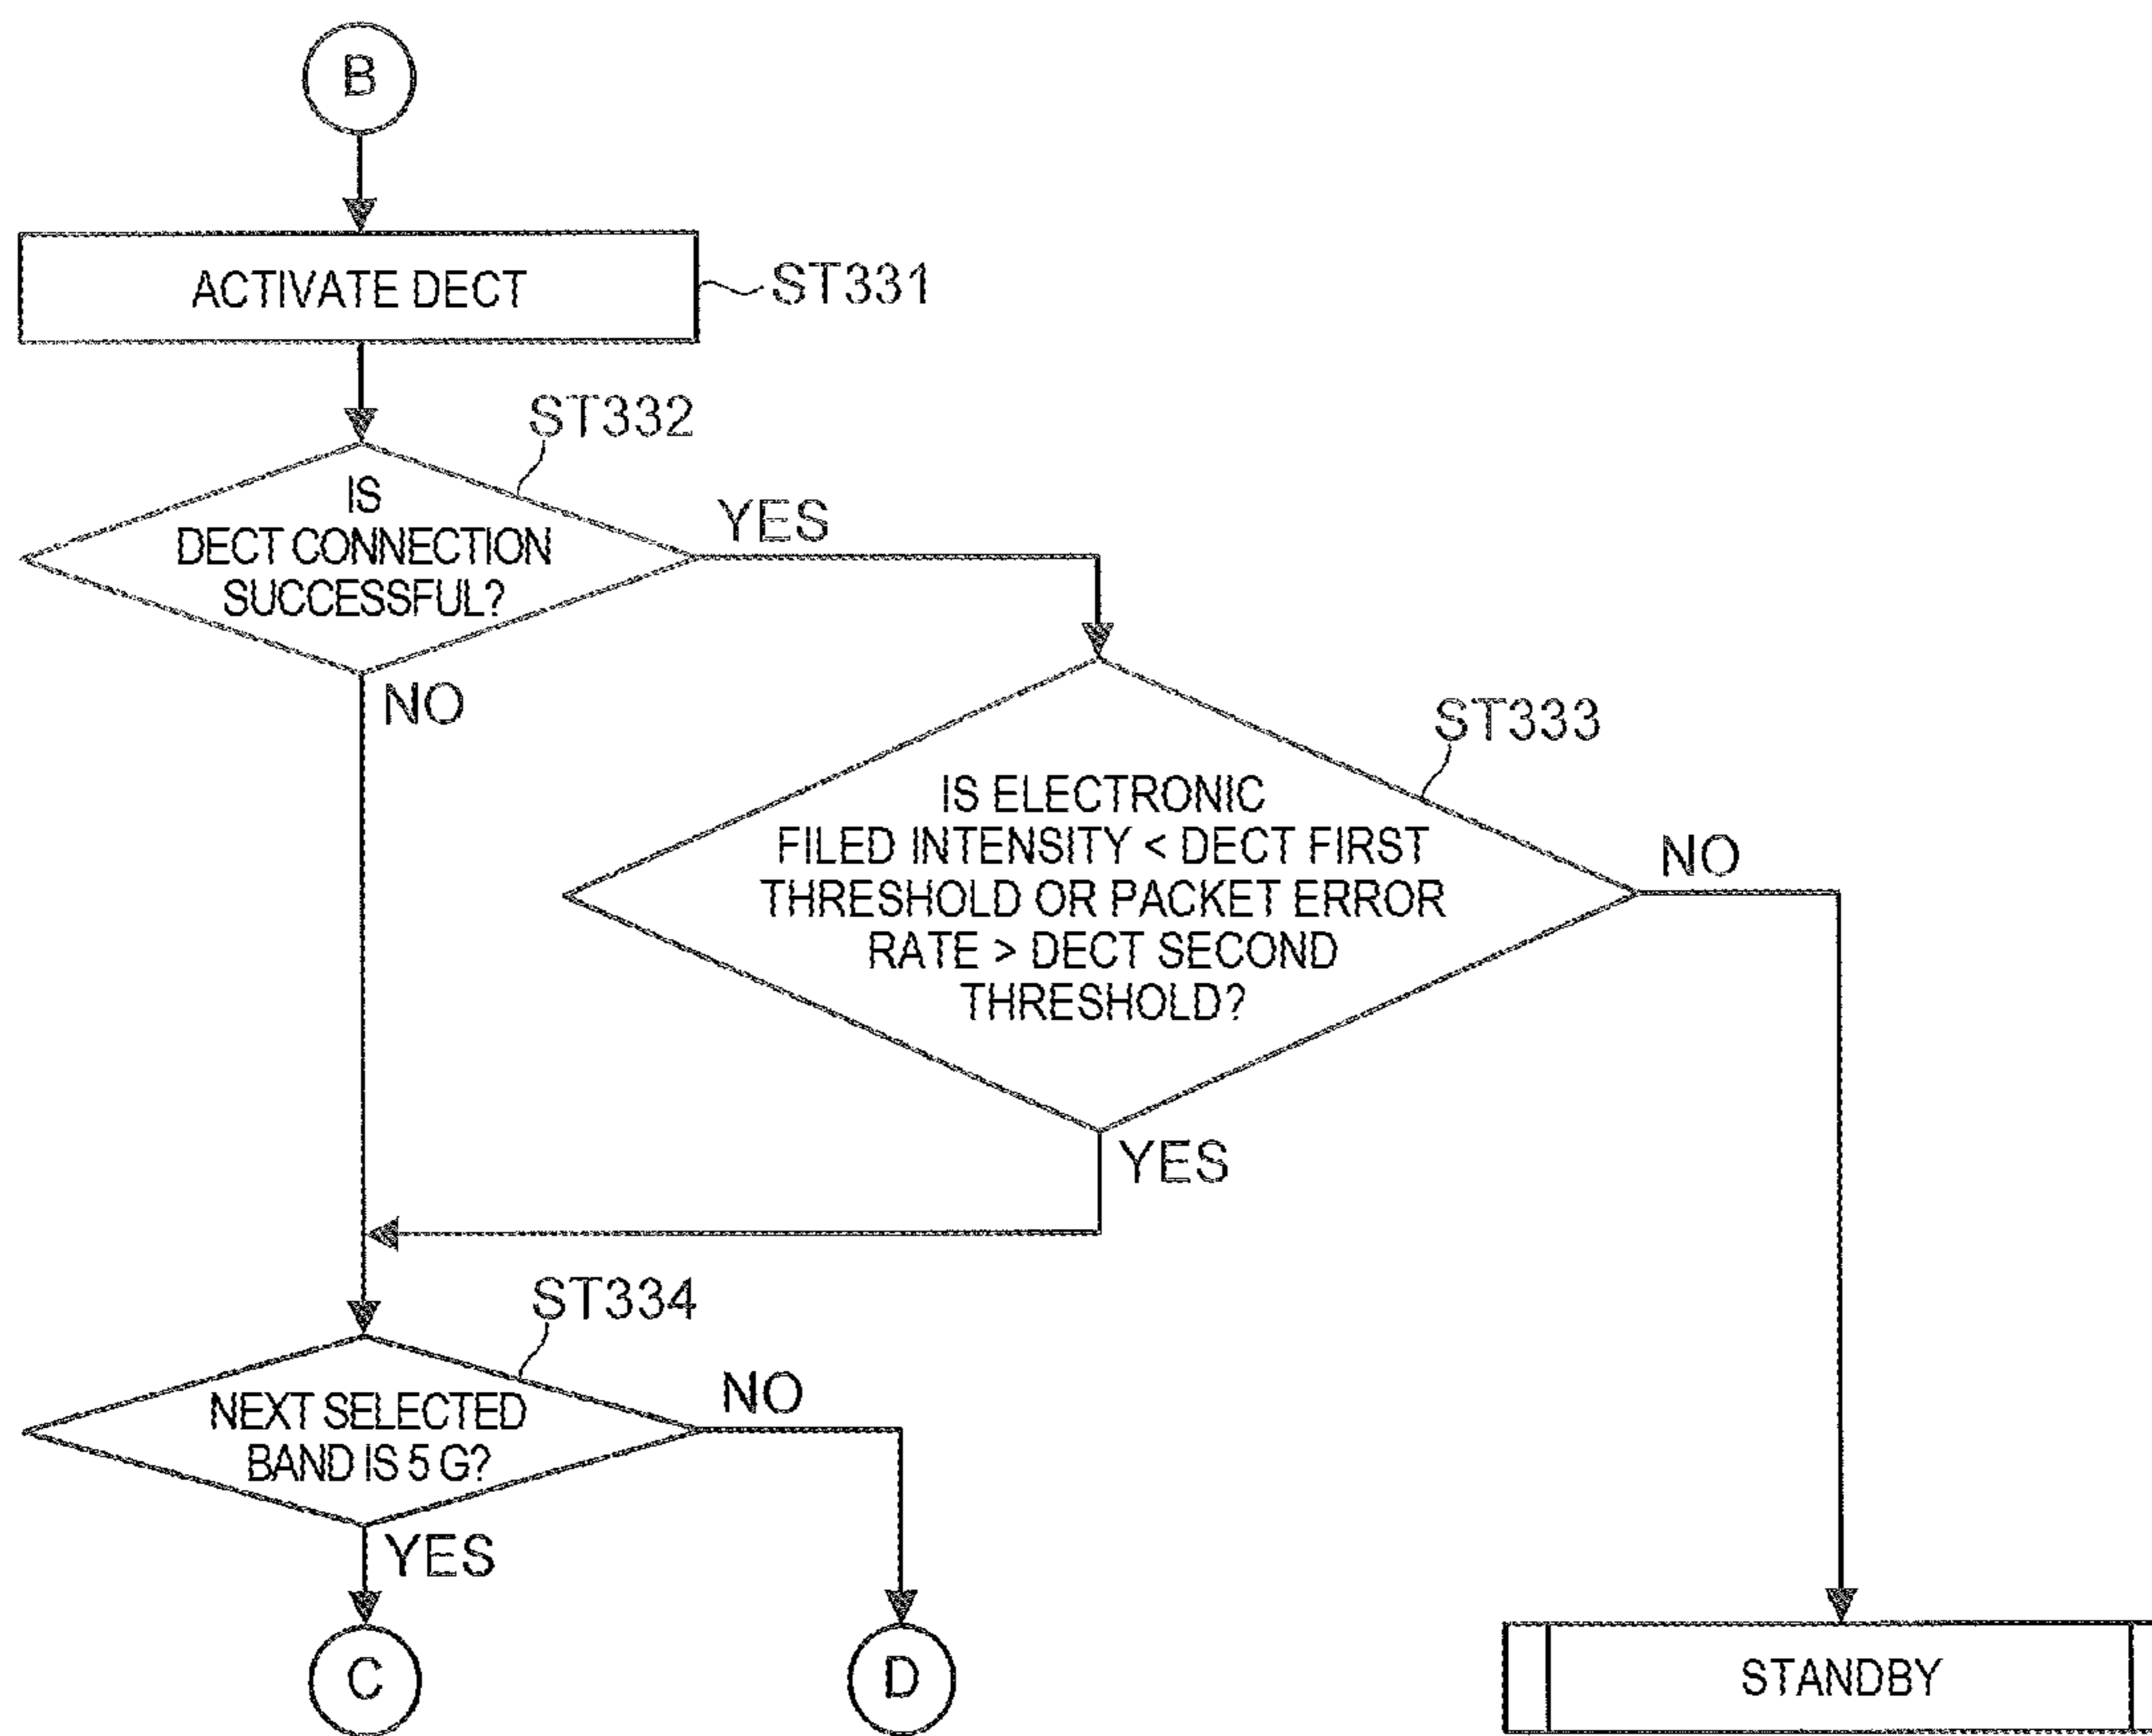 B
ACTIVATE DECT
ST331
ST332
IS
DECT CONNECTION
SUCCESSFUL?
YES
NO
ST333
IS ELECTRONIC
FILED INTENSITY < DECT FIRST
THRESHOLD OR PACKET ERROR
RATE > DECT SECOND
THRESHOLD?
NO
YES
ST334
NEXT SELECTED
BAND IS 5 G?
NO
YES
C
D
STANDBY